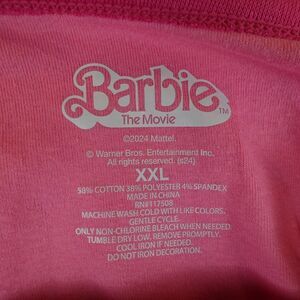 Barbie TM
The Movie
©2024 Mattel.
© Warner Bros. Entertainment Inc.
All rights reserved. (s24)
XXL
58% COTTON 38% POLYESTER 4% SPANDEX
MADE IN CHINA
RN#117508
MACHINE WASH COLD WITH LIKE COLORS.
GENTLE CYCLE.
ONLY NON-CHLORINE BLEACH WHEN NEEDED.
TUMBLE DRY LOW. REMOVE PROMPTLY.
COOL IRON IF NEEDED.
DO NOT IRON DECORATION.